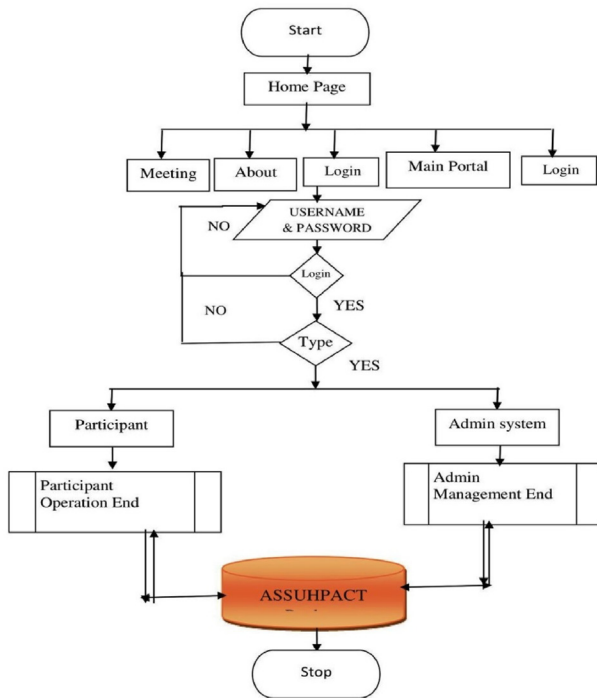 Start
Home Page
Meeting
About
Login
Main Portal
Login
USERNAME
& PASSWORD
NO
Login
YES
NO
Type
YES
Participant
Admin system
Participant
Operation End
Admin
Management End
ASSUHPACT
Stop